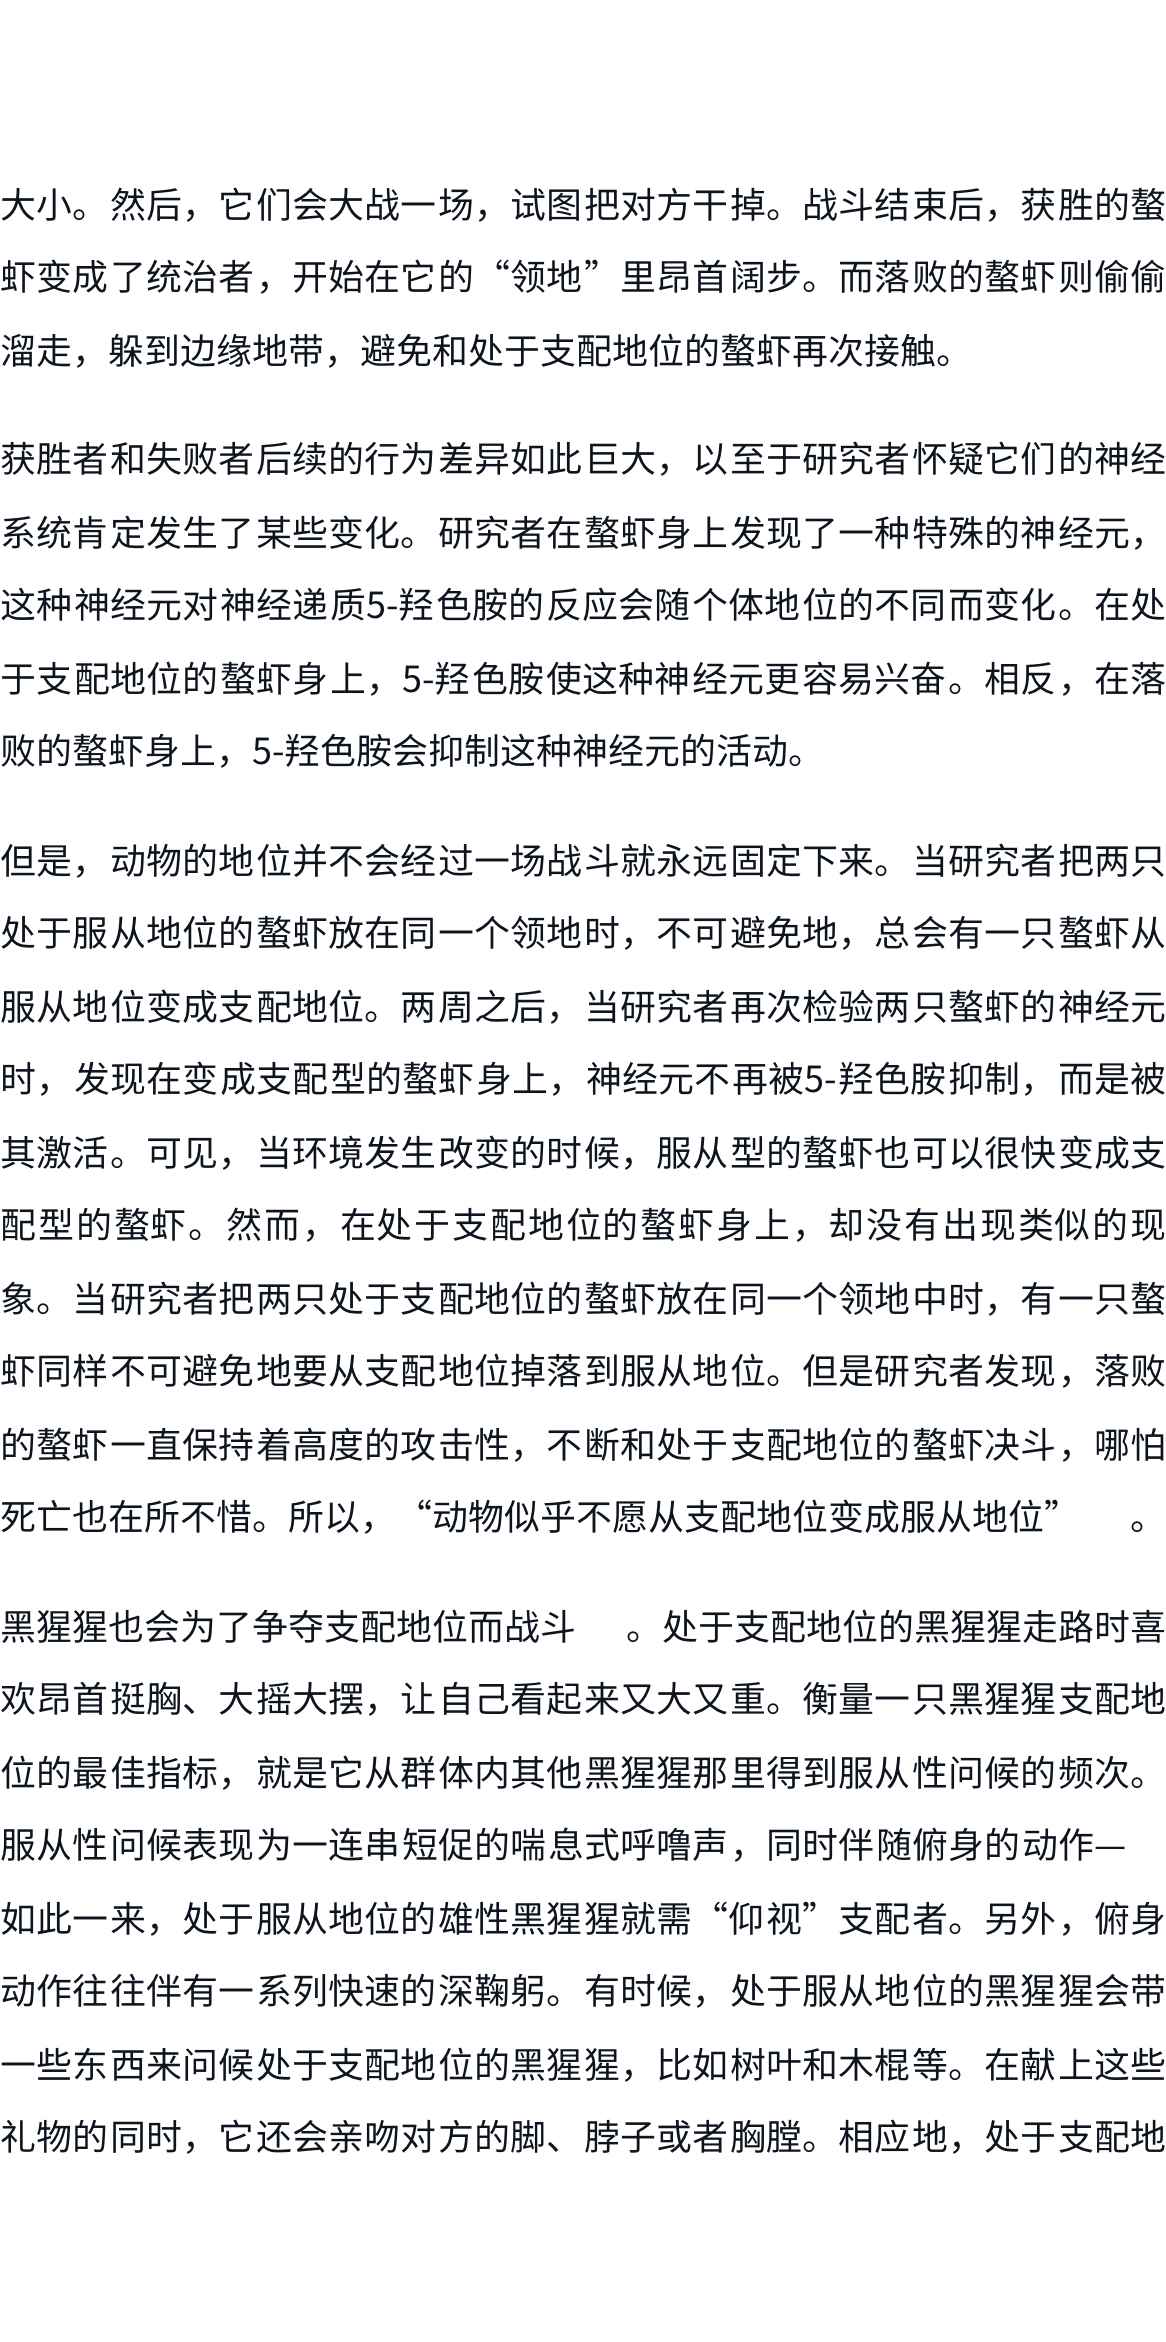 大小。然后，它们会大战一场，试图把对方干掉。战斗结束后，获胜的螯
虾变成了统治者，开始在它的“领地”里昂首阔步。而落败的螯虾则偷偷
溜走，躲到边缘地带，避免和处于支配地位的螯虾再次接触。
获胜者和失败者后续的行为差异如此巨大，以至于研究者怀疑它们的神经
系统肯定发生了某些变化。研究者在螯虾身上发现了一种特殊的神经元，
这种神经元对神经递质5-羟色胺的反应会随个体地位的不同而变化。在处
于支配地位的螯虾身上，5-羟色胺使这种神经元更容易兴奋。相反，在落
败的螯虾身上，5-羟色胺会抑制这种神经元的活动。
但是，动物的地位并不会经过一场战斗就永远固定下来。当研究者把两只
处于服从地位的螯虾放在同一个领地时，不可避免地，总会有一只螯虾从
服从地位变成支配地位。两周之后，当研究者再次检验两只螯虾的神经元
时，发现在变成支配型的螯虾身上，神经元不再被5-羟色胺抑制，而是被
其激活。可见，当环境发生改变的时候，服从型的螯虾也可以很快变成支
配型的螯虾。然而，在处于支配地位的螯虾身上，却没有出现类似的现
象。当研究者把两只处于支配地位的螯虾放在同一个领地中时，有一只螯
虾同样不可避免地要从支配地位掉落到服从地位。但是研究者发现，落败
的螯虾一直保持着高度的攻击性，不断和处于支配地位的螯虾决斗，哪怕
死亡也在所不惜。所以，“动物似乎不愿从支配地位变成服从地位”　。
黑猩猩也会为了争夺支配地位而战斗　。处于支配地位的黑猩猩走路时喜
欢昂首挺胸、大摇大摆，让自己看起来又大又重。衡量一只黑猩猩支配地
位的最佳指标，就是它从群体内其他黑猩猩那里得到服从性问候的频次。
服从性问候表现为一连串短促的喘息式呼噜声，同时伴随俯身的动作—
如此一来，处于服从地位的雄性黑猩猩就需“仰视”支配者。另外，俯身
动作往往伴有一系列快速的深鞠躬。有时候，处于服从地位的黑猩猩会带
一些东西来问候处于支配地位的黑猩猩，比如树叶和木棍等。在献上这些
礼物的同时，它还会亲吻对方的脚、脖子或者胸膛。相应地，处于支配地